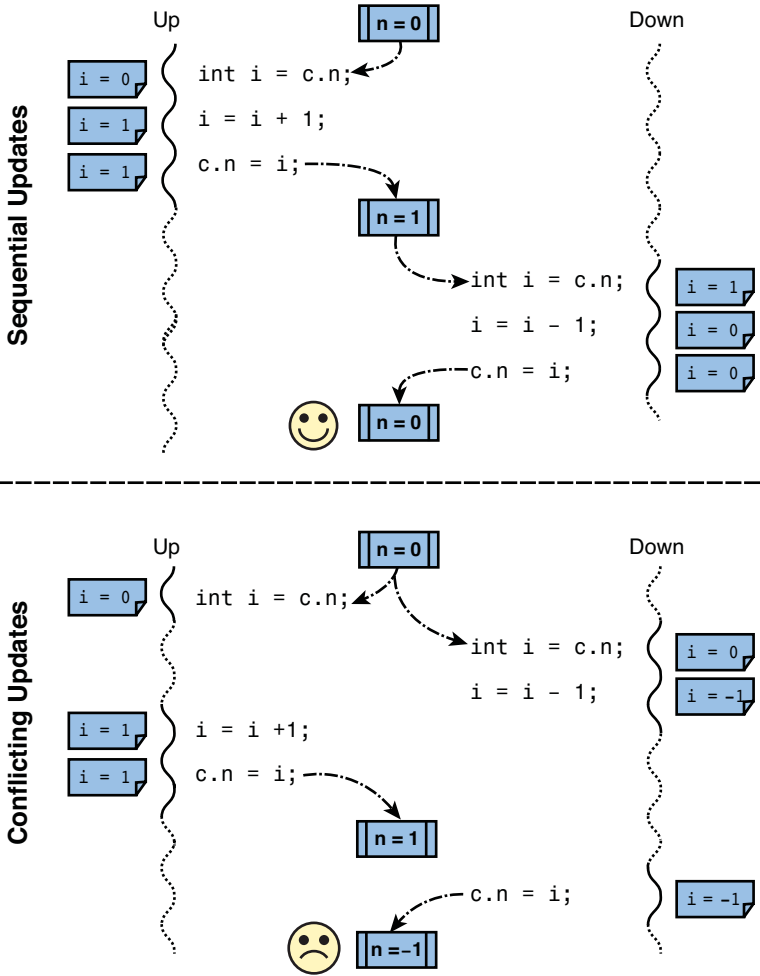 Sequential Updates
Up
n = 0
Down
i = 0
int i = c.n;
i = 1
i = i + 1;
i = 1
c.n = i;
n = 1
int i = c.n;
i = 1
i = i - 1;
i = 0
c.n = i;
i = 0
n = 0
Conflicting Updates
Up
n = 0
Down
i = 0
int i = c.n;
int i = c.n;
i = 0
i = i - 1;
i = -1
i = 1
i = i +1;
i = 1
c.n = i;
n = 1
c.n = i;
i = -1
n =-1